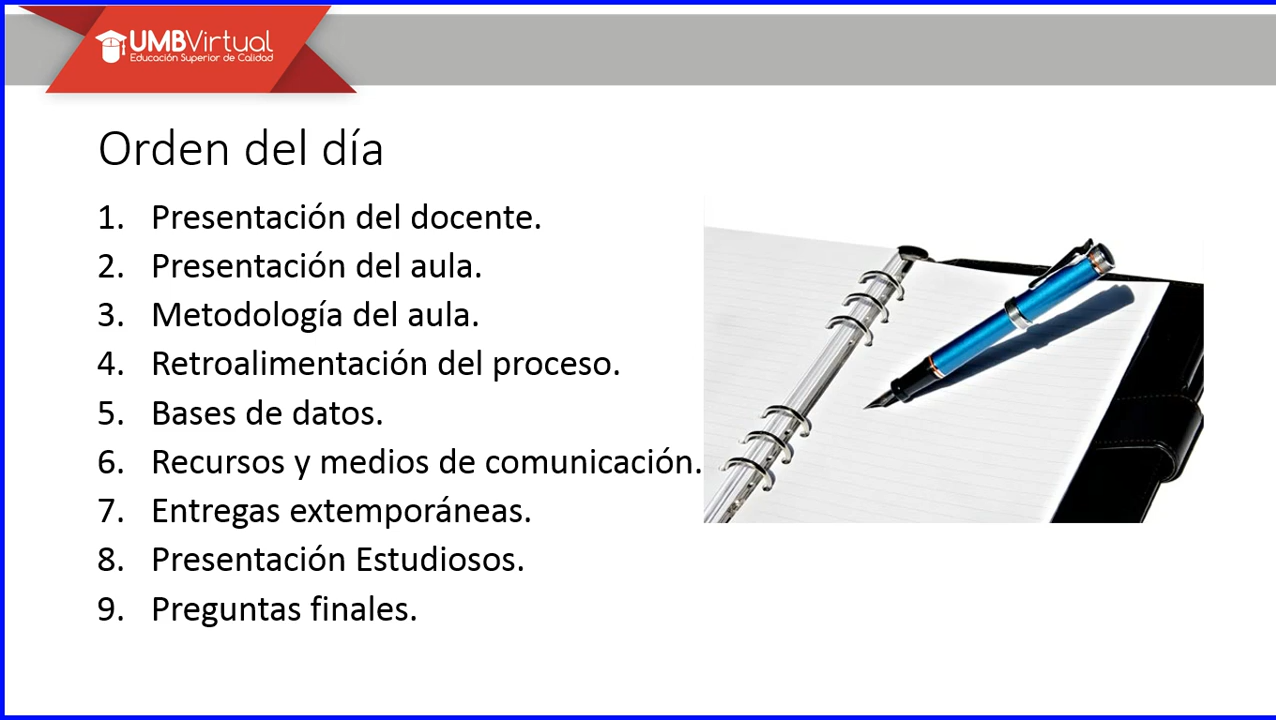 UMBVirtual
Educación Superior de Calidad
Orden del día
1. Presentación del docente.
2. Presentación del aula.
3. Metodología del aula.
4. Retroalimentación del proceso.
5. Bases de datos.
6. Recursos y medios de comunicación.
7. Entregas extemporáneas.
8. Presentación Estudiosos.
9. Preguntas finales.